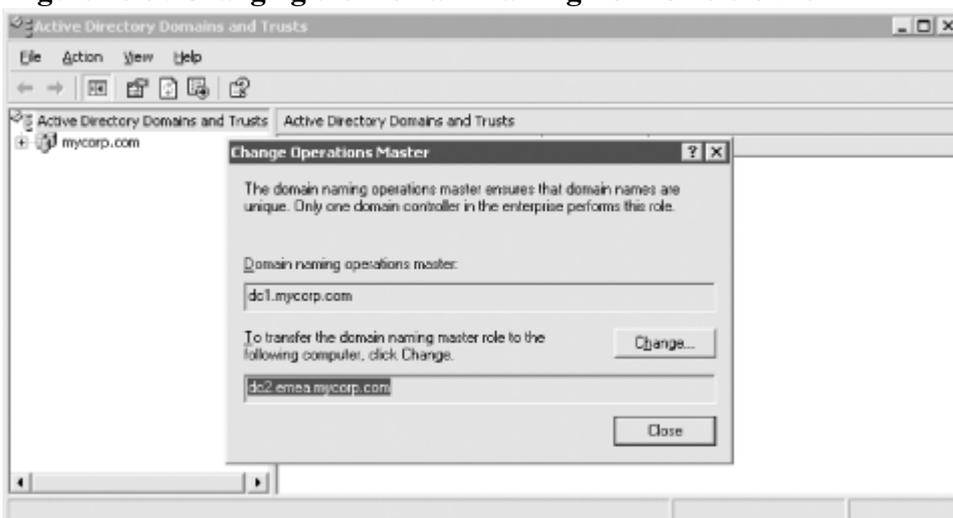 Active Directory Domains and Trusts
File Action View Help
Active Directory Domains and Trusts
Active Directory Domains and Trusts
mycorp.com
Change Operations Master
The domain naming operations master ensures that domain names are
unique. Only one domain controller in the enterprise performs this role.
Domain naming operations master:
dc1.mycorp.com
To transfer the domain naming master role to the
following computer, click Change.
Change...
dc2.emea.mycorp.com
Close